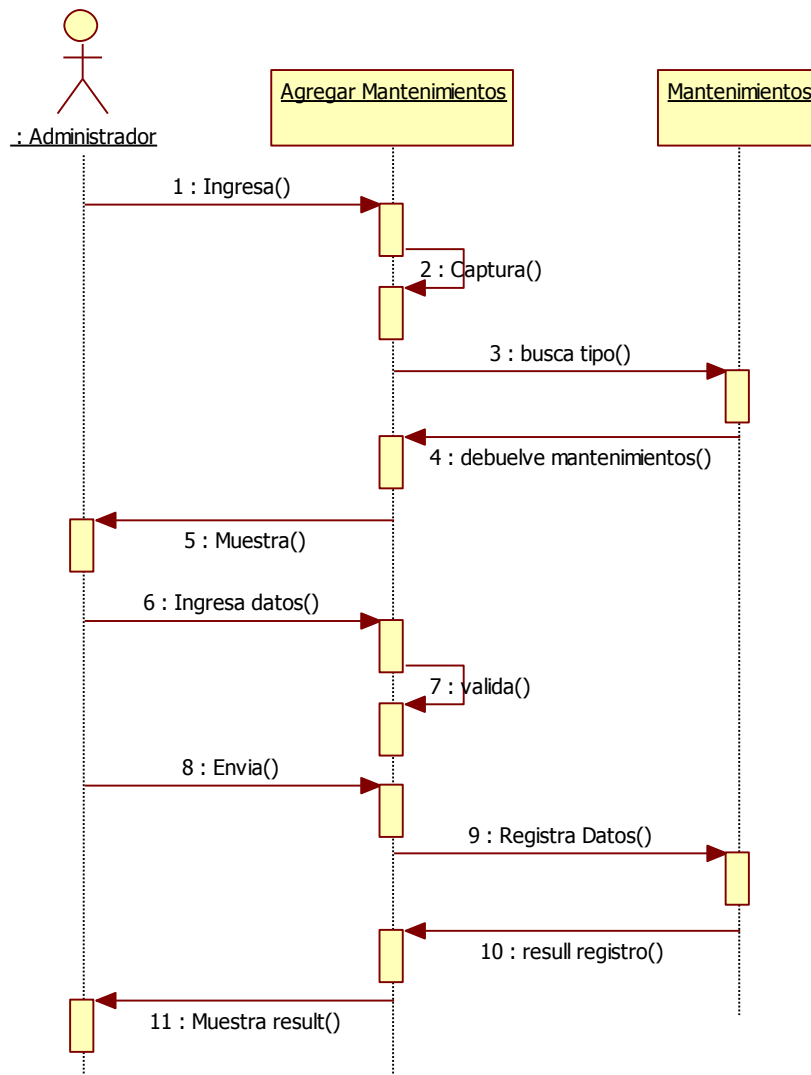 : Administrador
Agregar Mantenimientos
Mantenimientos
1 : Ingresa()
2 : Captura()
3 : busca tipo()
4 : debuelve mantenimientos()
5 : Muestra()
6 : Ingresa datos()
7 : valida()
8 : Envia()
9 : Registra Datos()
10 : resull registro()
11 : Muestra result()